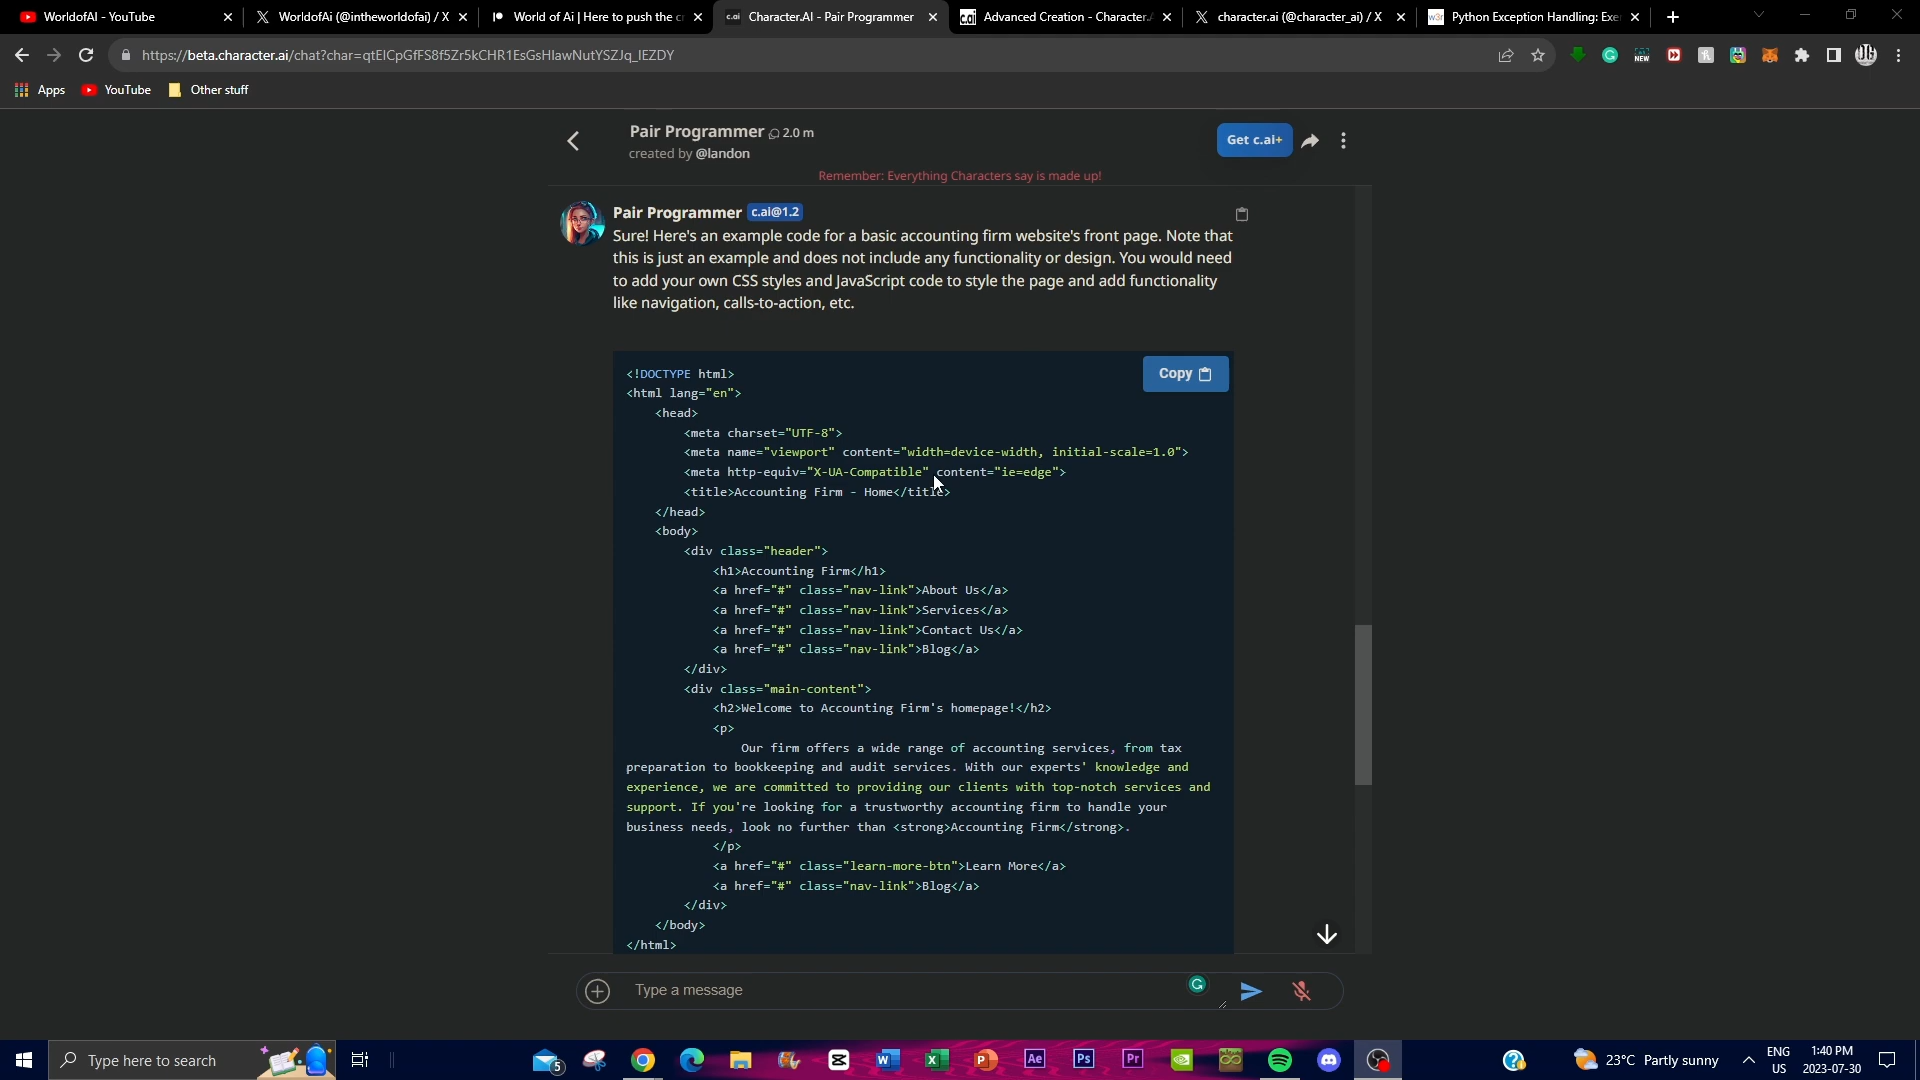 WorldofAI - YouTube
WorldofAi (@intheworldofai) / X
World of Ai | Here to push the c
Character.AI - Pair Programmer
Advanced Creation - Character.
character.ai (@character_ai) / X
Python Exception Handling: Exe
Apps
YouTube
Other stuff
Pair Programmer 2.0 m
created by @landon
Get c.ai+
Remember: Everything Characters say is made up!
Pair Programmer c.ai@1.2
Sure! Here's an example code for a basic accounting firm website's front page. Note that
this is just an example and does not include any functionality or design. You would need
to add your own CSS styles and JavaScript code to style the page and add functionality
like navigation, calls-to-action, etc.
Copy
<!DOCTYPE html>
<html lang="en">
<head>
<meta charset="UTF-8">
<meta name="viewport" content="width=device-width, initial-scale=1.0">
<meta http-equiv="X-UA-Compatible" content="ie=edge">
<title>Accounting Firm - Home</title>
</head>
<body>
<div class="header">
<h1>Accounting Firm</h1>
<a href="#" class="nav-link">About Us</a>
<a href="#" class="nav-link">Services</a>
<a href="#" class="nav-link">Contact Us</a>
<a href="#" class="nav-link">Blog</a>
</div>
<div class="main-content">
<h2>Welcome to Accounting Firm's homepage!</h2>
<p>
Our firm offers a wide range of accounting services, from tax
preparation to bookkeeping and audit services. With our experts' knowledge and
experience, we are committed to providing our clients with top-notch services and
support. If you're looking for a trustworthy accounting firm to handle your
business needs, look no further than <strong>Accounting Firm</strong>.
</p>
<a href="#" class="learn-more-btn">Learn More</a>
<a href="#" class="nav-link">Blog</a>
</div>
</body>
</html>
Type a message
Type here to search
5
23°C Partly sunny
ENG
US
1:40 PM
2023-07-30